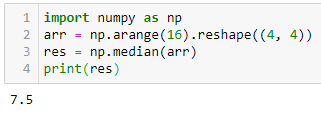 1 import numpy as np
2 arr = np.arange(16).reshape((4, 4))
3 res = np.median(arr)
4 print(res)
7.5